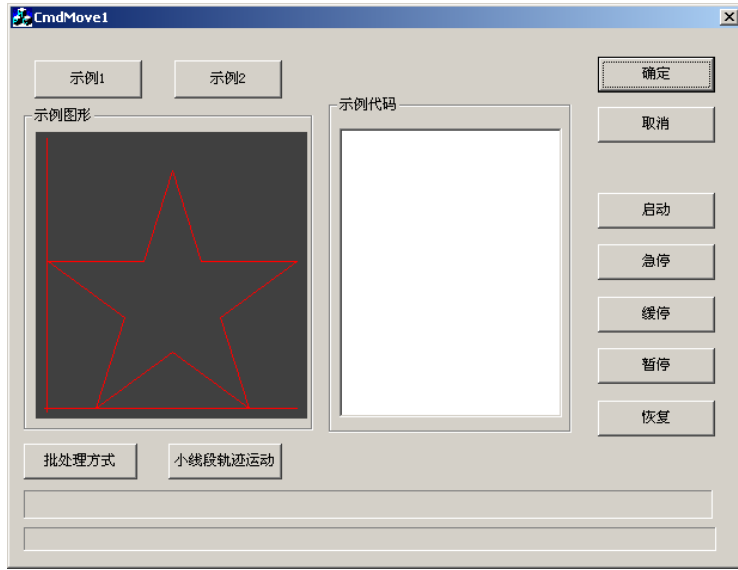 CmdMove1
示例1
示例2
确定
示例图形
示例代码
取消
启动
急停
缓停
暂停
恢复
批处理方式
小线段轨迹运动